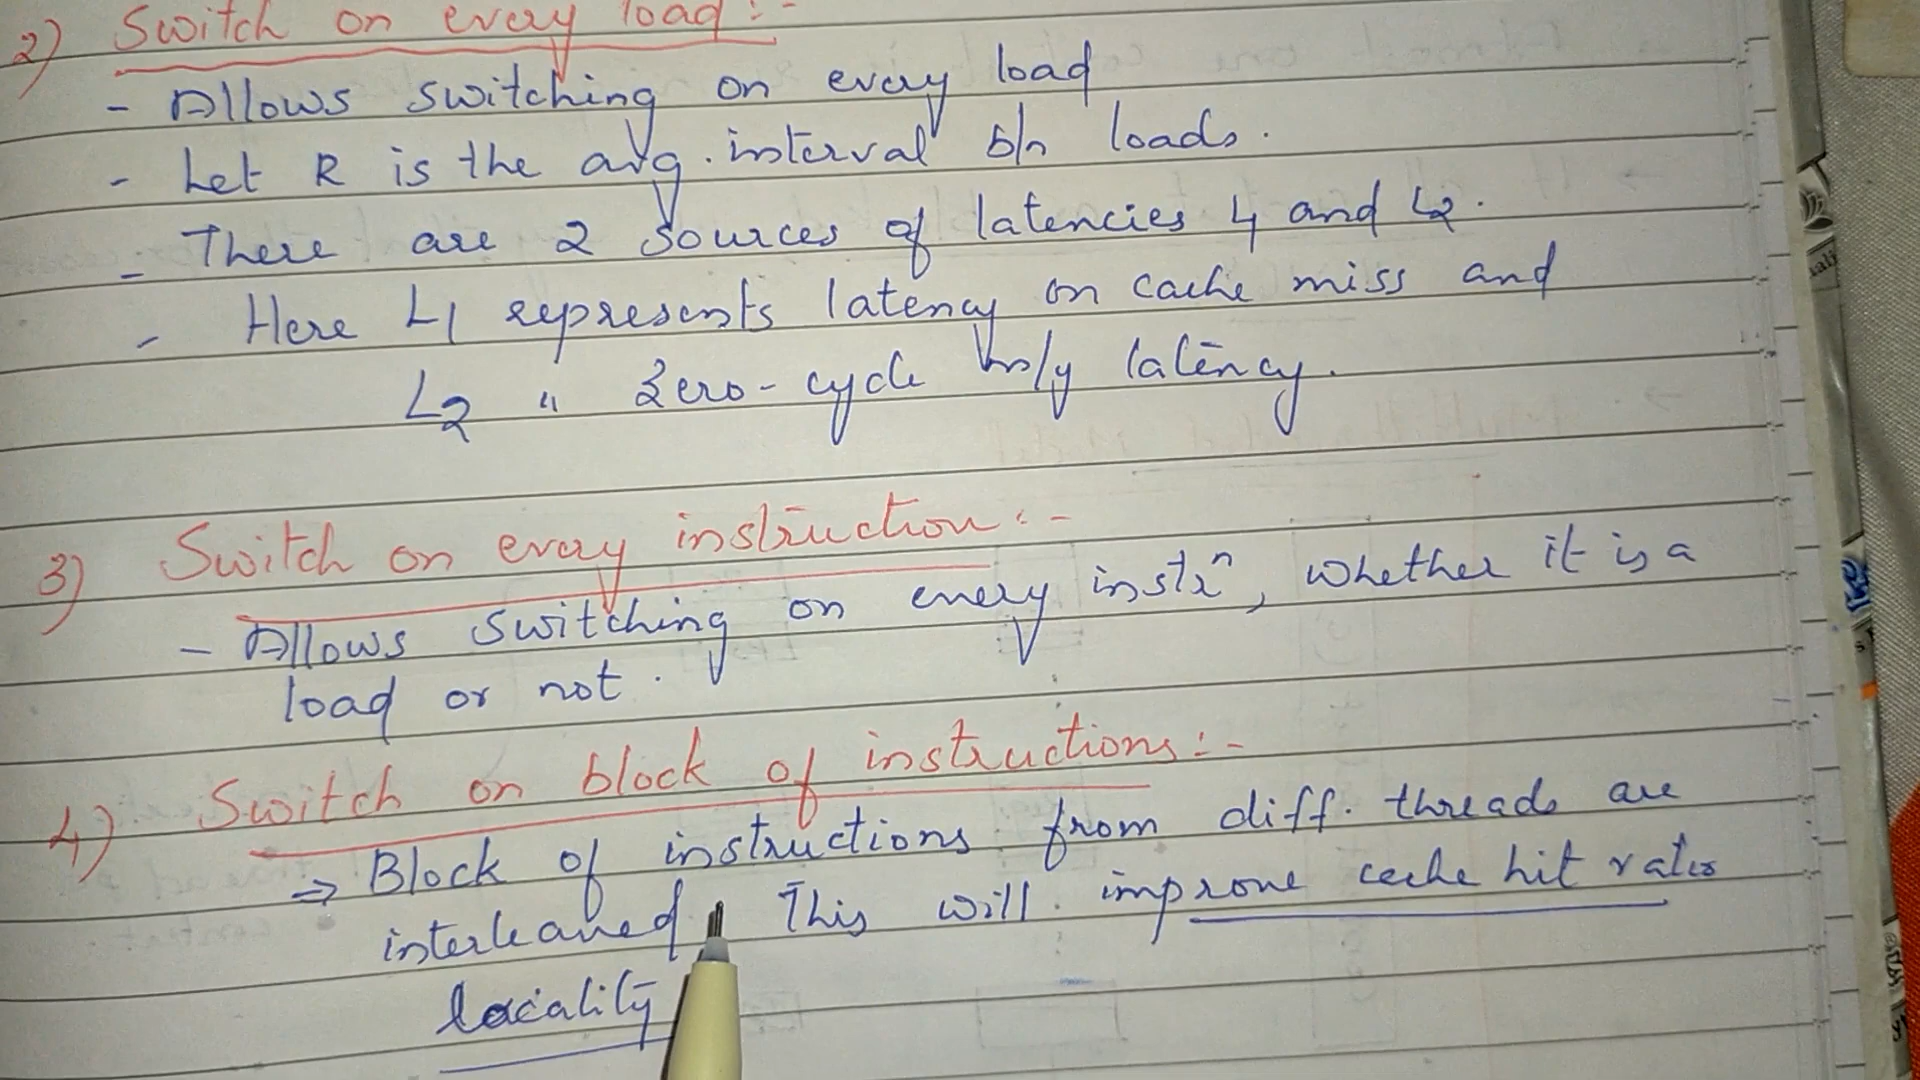 2) Switch on every load :-
- Allows switching on every load
- Let R is the avg. interval b/n loads.
- There are 2 sources of latencies L1 and L2.
- Here L1 represents latency on cache miss and
L2 " zero-cycle m/y latency.
3) Switch on every instruction :-
- Allows switching on every instrⁿ, whether it is a
load or not.
4) Switch on block of instructions :-
⇒ Block of instructions from diff. threads are
interleaved This will improve cache hit ratio
locality